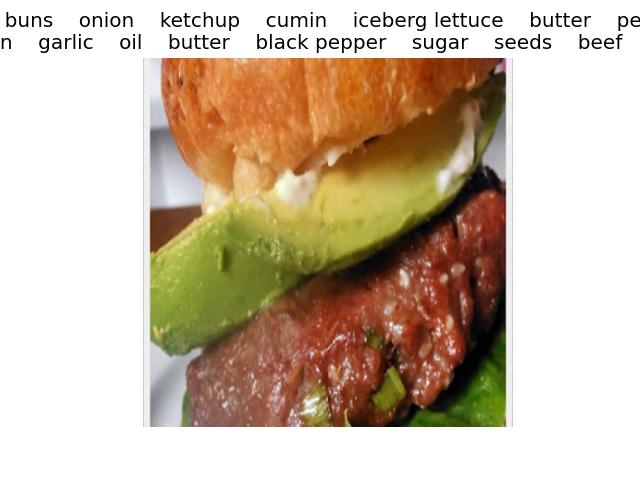 buns onion ketchup cumin iceberg lettuce butter
garlic oil butter black pepper sugar seeds beef